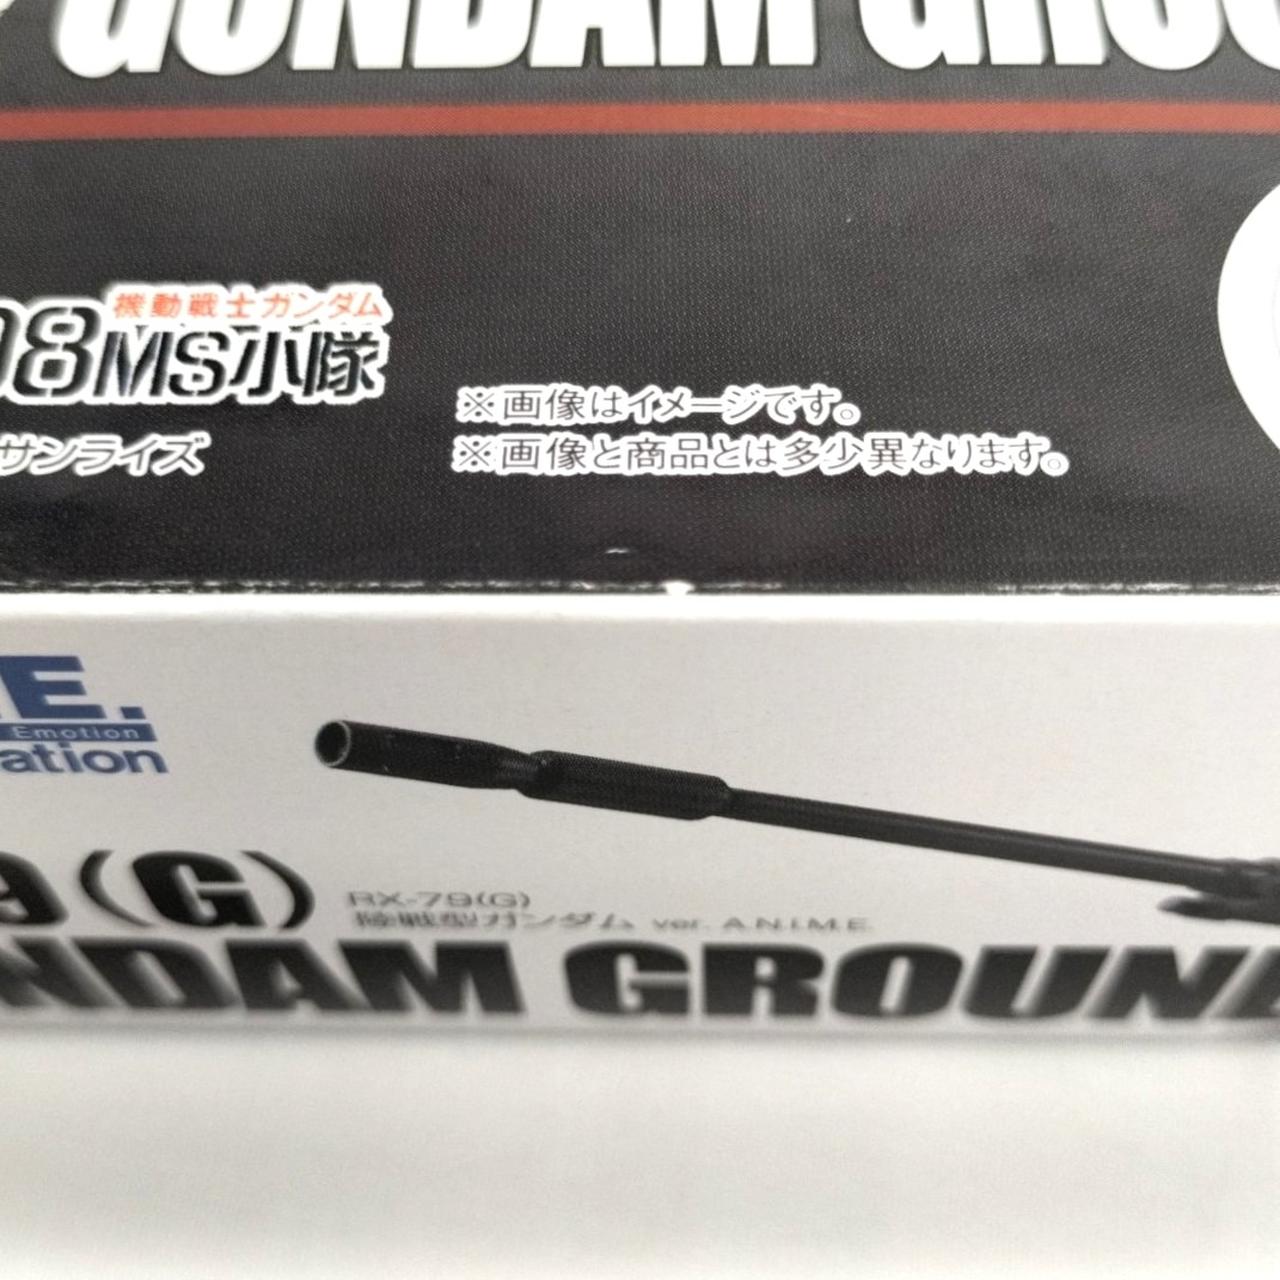 GUNDAM GROU
機動戦士ガンダム
08MS小隊
サンライズ
※画像はイメージです。
※画像と商品とは多少異なります。
E.
Emotion
ation
9(G)
RX-79(G)
陸戦型ガンダム ver. A.N.I.M.E.
NDAM GROUND